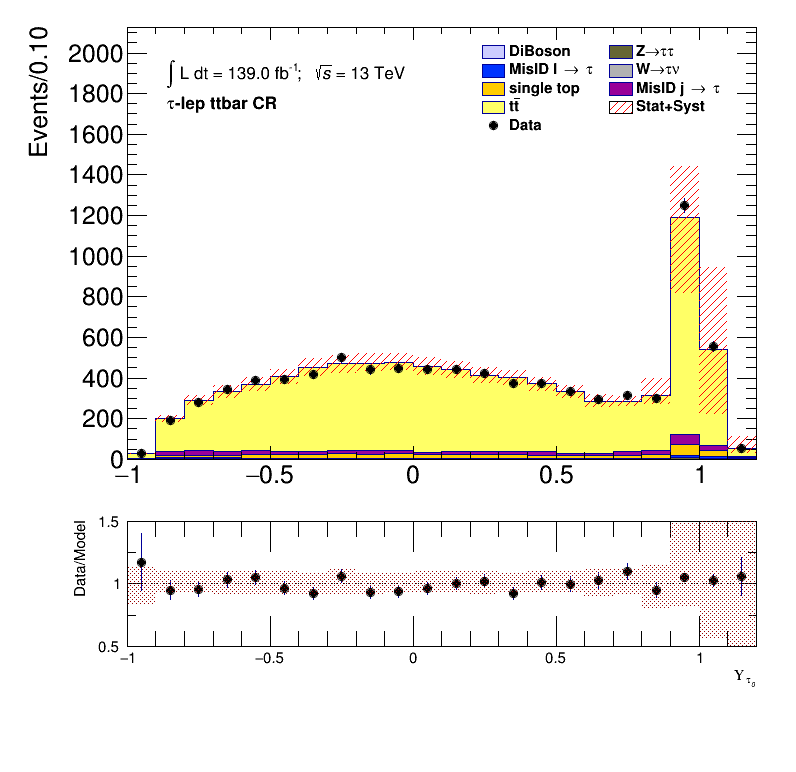 Events/0.10
2000
1800
1600
1400
1200
1000
800
600
400
200
0
∫ L dt = 139.0 fb⁻¹; √s = 13 TeV
τ-lep ttbar CR
DiBoson
Z→ττ
MisID l → τ
W→τν
single top
MisID j → τ
tt̄
Stat+Syst
Data
−1 −0.5 0 0.5 1
Data/Model
1.5
1
0.5
−1 −0.5 0 0.5 1